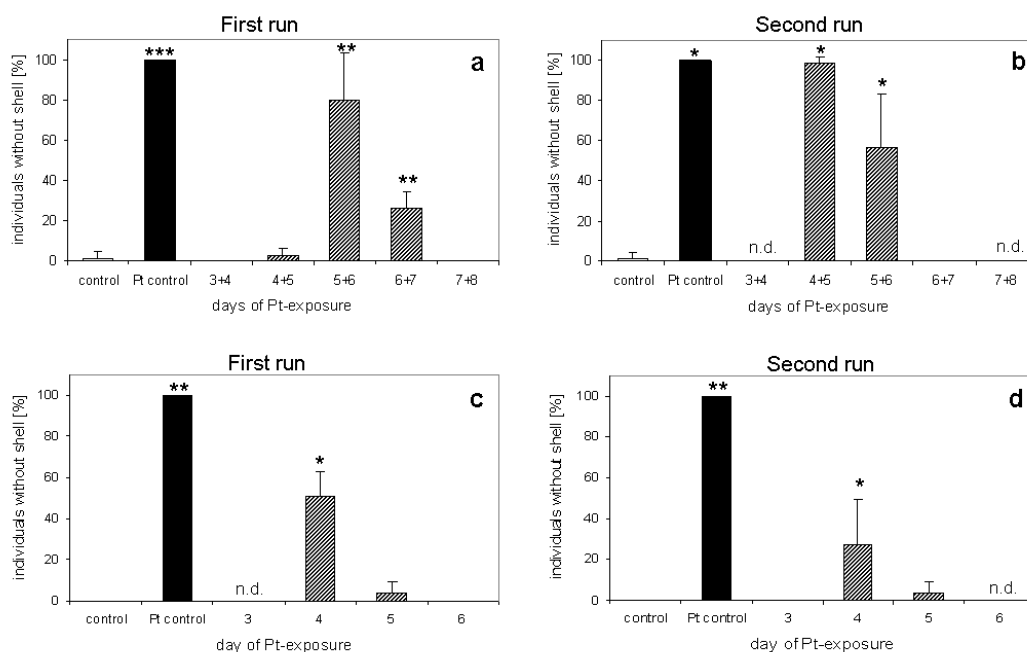 First run
individuals without shell [%]
100
80
60
40
20
0
***
**
**
a
control Pt control 3+4 4+5 5+6 6+7 7+8
days of Pt-exposure
Second run
individuals without shell [%]
100
80
60
40
20
0
*
*
*
b
n.d.
n.d.
control Pt control 3+4 4+5 5+6 6+7 7+8
days of Pt-exposure
First run
individuals without shell [%]
100
80
60
40
20
0
**
*
c
n.d.
control Pt control 3 4 5 6
day of Pt-exposure
Second run
individuals without shell [%]
100
80
60
40
20
0
**
*
d
n.d.
control Pt control 3 4 5 6
day of Pt-exposure